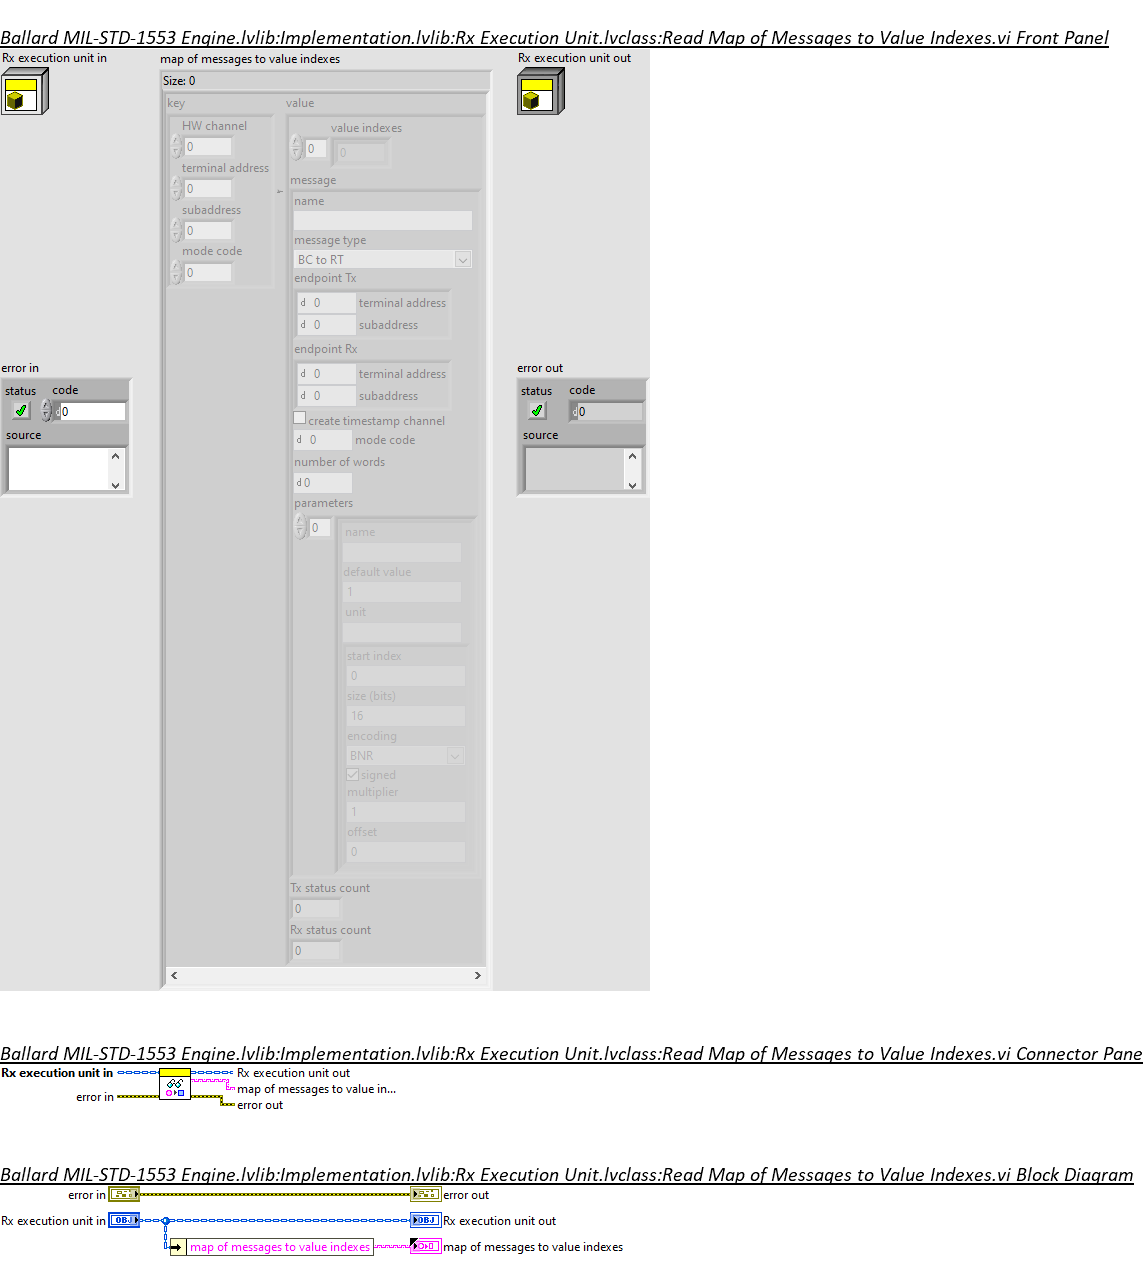 Ballard MIL-STD-1553 Engine.lvlib:Implementation.lvlib:Rx Execution Unit.lvclass:Read Map of Messages to Value Indexes.vi Front Panel
Rx execution unit in
map of messages to value indexes
Rx execution unit out
Size: 0
key
value
HW channel
0
terminal address
0
subaddress
0
mode code
0
value indexes
0
0
message
name
message type
BC to RT
endpoint Tx
d 0 terminal address
d 0 subaddress
endpoint Rx
d 0 terminal address
d 0 subaddress
create timestamp channel
d 0 mode code
number of words
d 0
parameters
0
name
default value
1
unit
start index
0
size (bits)
16
encoding
BNR
signed
multiplier
1
offset
0
Tx status count
0
Rx status count
0
error in
status code
d 0
source
error out
status code
d 0
source
Ballard MIL-STD-1553 Engine.lvlib:Implementation.lvlib:Rx Execution Unit.lvclass:Read Map of Messages to Value Indexes.vi Connector Pane
Rx execution unit in
Rx execution unit out
map of messages to value in...
error in
error out
Ballard MIL-STD-1553 Engine.lvlib:Implementation.lvlib:Rx Execution Unit.lvclass:Read Map of Messages to Value Indexes.vi Block Diagram
error in
error out
Rx execution unit in
OBJ
OBJ
Rx execution unit out
map of messages to value indexes
map of messages to value indexes